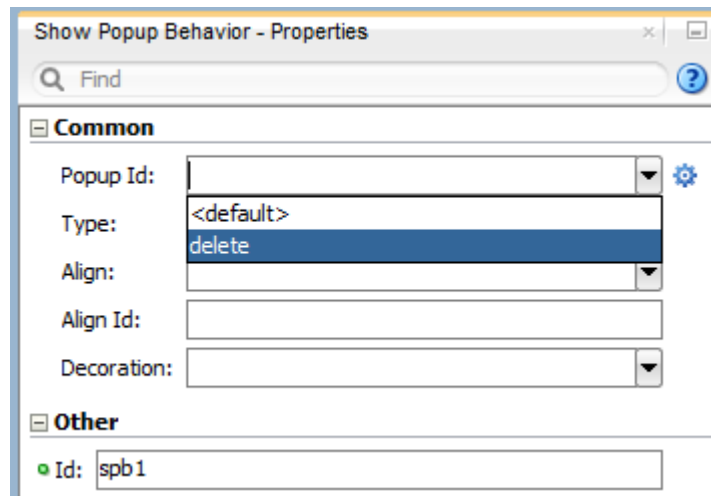 Show Popup Behavior - Properties
Find
Common
Popup Id:
<default>
Type:
delete
Align:
Align Id:
Decoration:
Other
Id: spb1